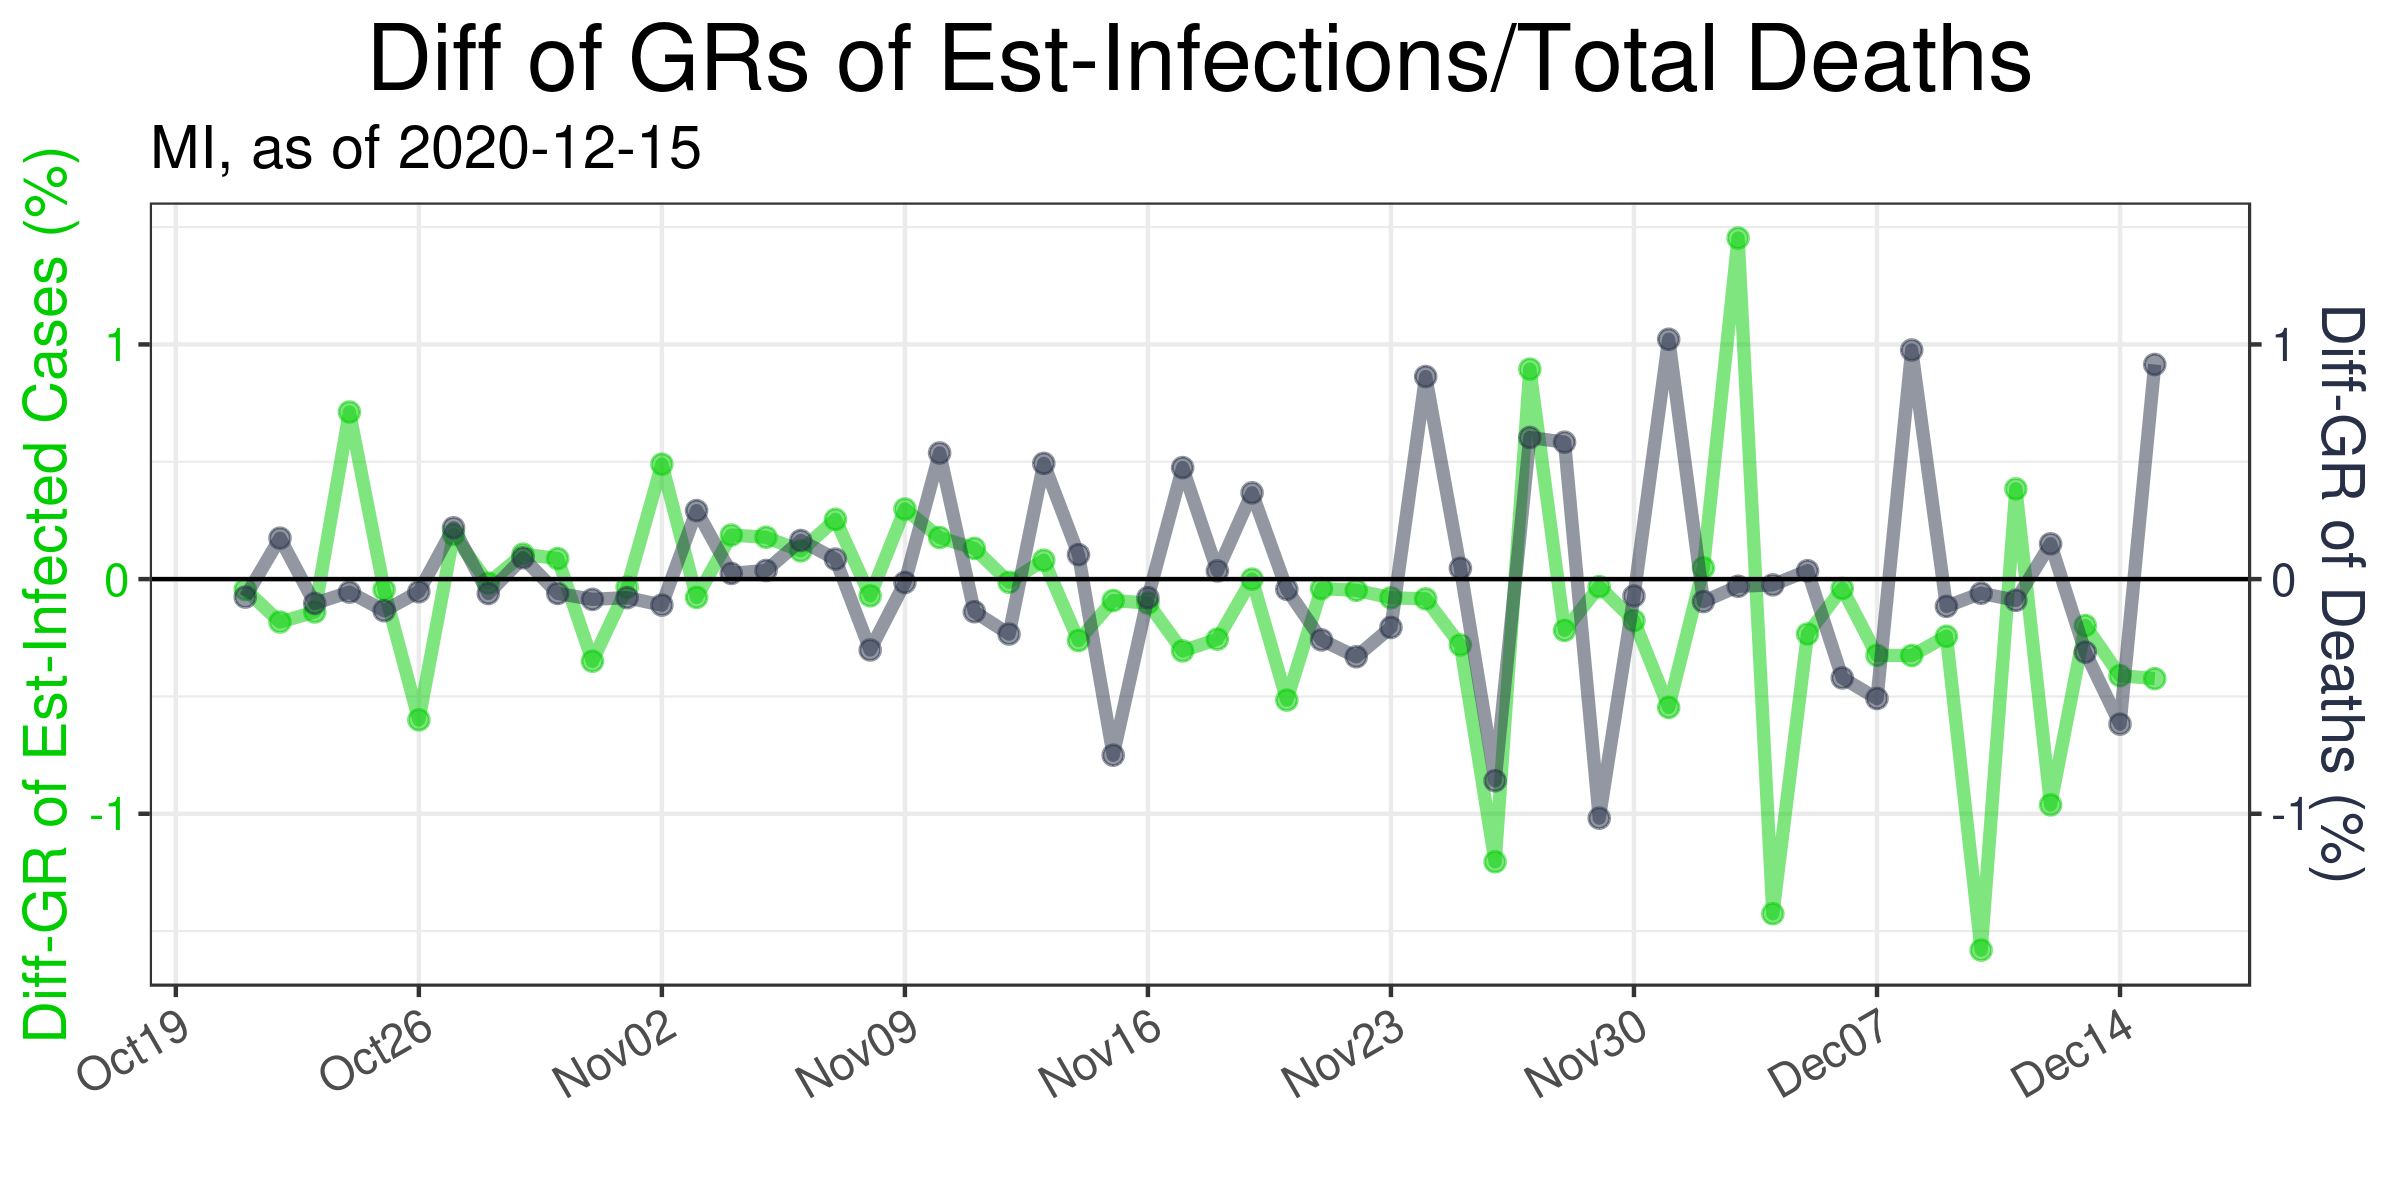 Diff of GRs of Est-Infections/Total Deaths
MI, as of 2020-12-15
Diff-GR of Est-Infected Cases (%)
1
0
-1
1
0
-1
Diff-GR of Deaths (%)
Oct19
Oct26
Nov02
Nov09
Nov16
Nov23
Nov30
Dec07
Dec14